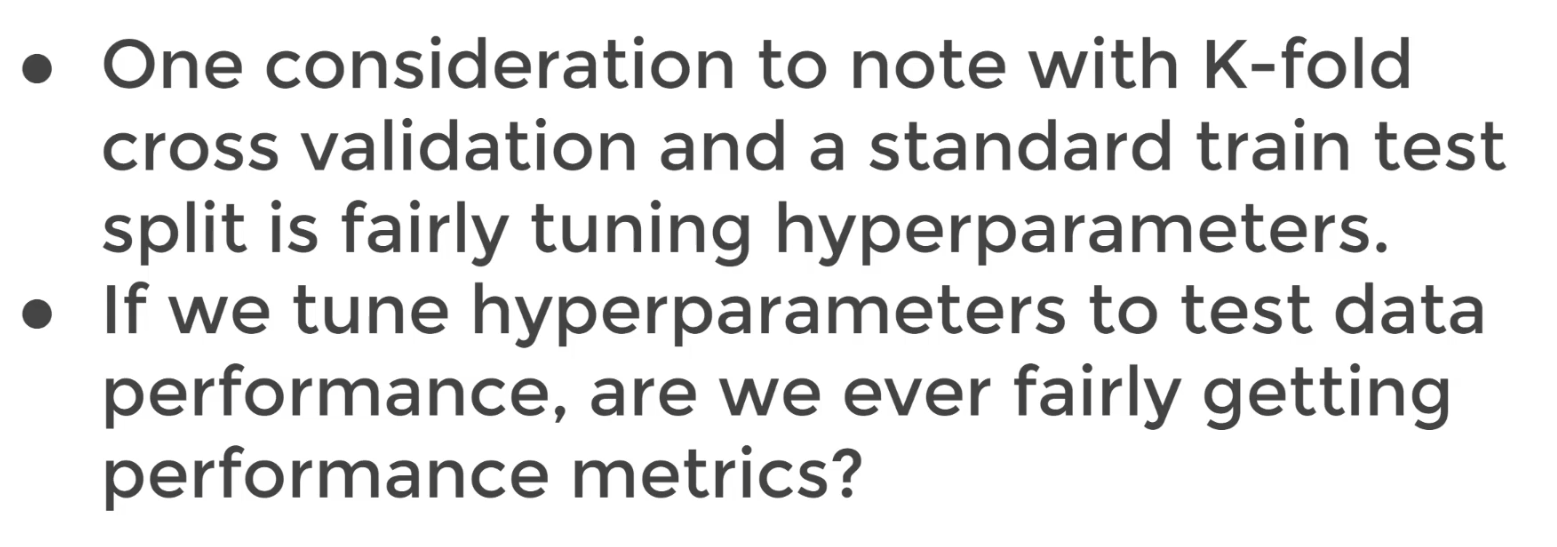 ● One consideration to note with K-fold
cross validation and a standard train test
split is fairly tuning hyperparameters.
● If we tune hyperparameters to test data
performance, are we ever fairly getting
performance metrics?